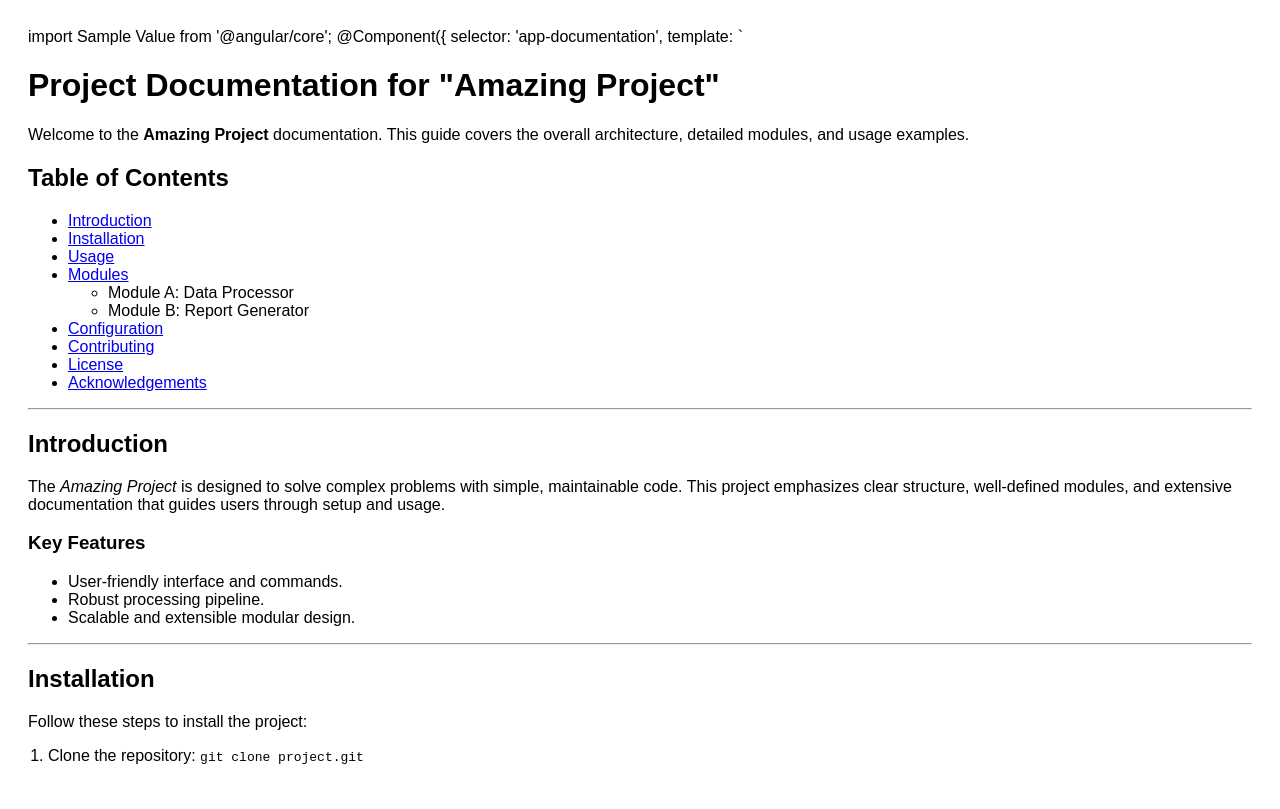 import Sample Value from '@angular/core'; @Component({ selector: 'app-documentation', template: `
Project Documentation for "Amazing Project"
Welcome to the Amazing Project documentation. This guide covers the overall architecture, detailed modules, and usage examples.
Table of Contents
Introduction
Installation
Usage
Modules
Module A: Data Processor
Module B: Report Generator
Configuration
Contributing
License
Acknowledgements
Introduction
The Amazing Project is designed to solve complex problems with simple, maintainable code. This project emphasizes clear structure, well-defined modules, and extensive
documentation that guides users through setup and usage.
Key Features
User-friendly interface and commands.
Robust processing pipeline.
Scalable and extensible modular design.
Installation
Follow these steps to install the project:
1. Clone the repository: git clone project.git